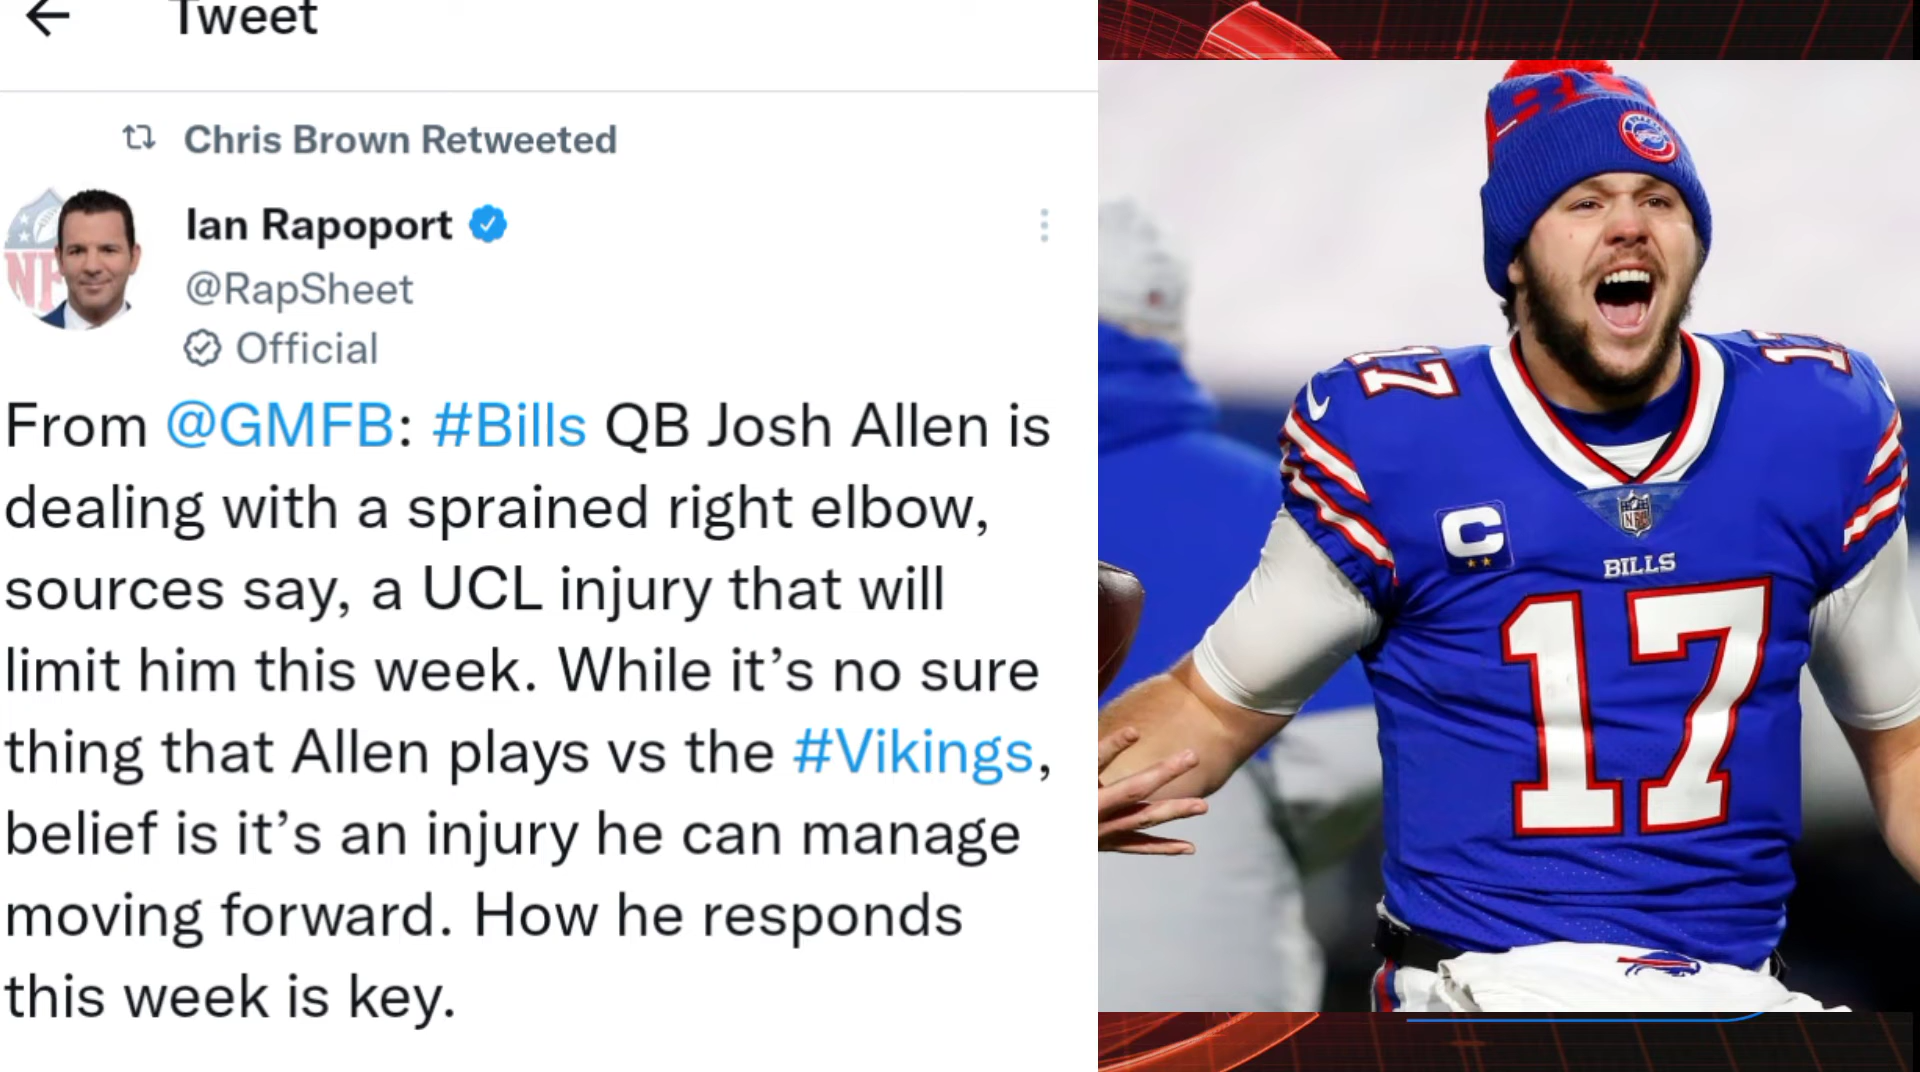 Tweet
Chris Brown Retweeted
Ian Rapoport
@RapSheet
Official
From @GMFB: #Bills QB Josh Allen is
dealing with a sprained right elbow,
sources say, a UCL injury that will
limit him this week. While it’s no sure
thing that Allen plays vs the #Vikings,
belief is it’s an injury he can manage
moving forward. How he responds
this week is key.
17
17
C
NFL
BILLS
17